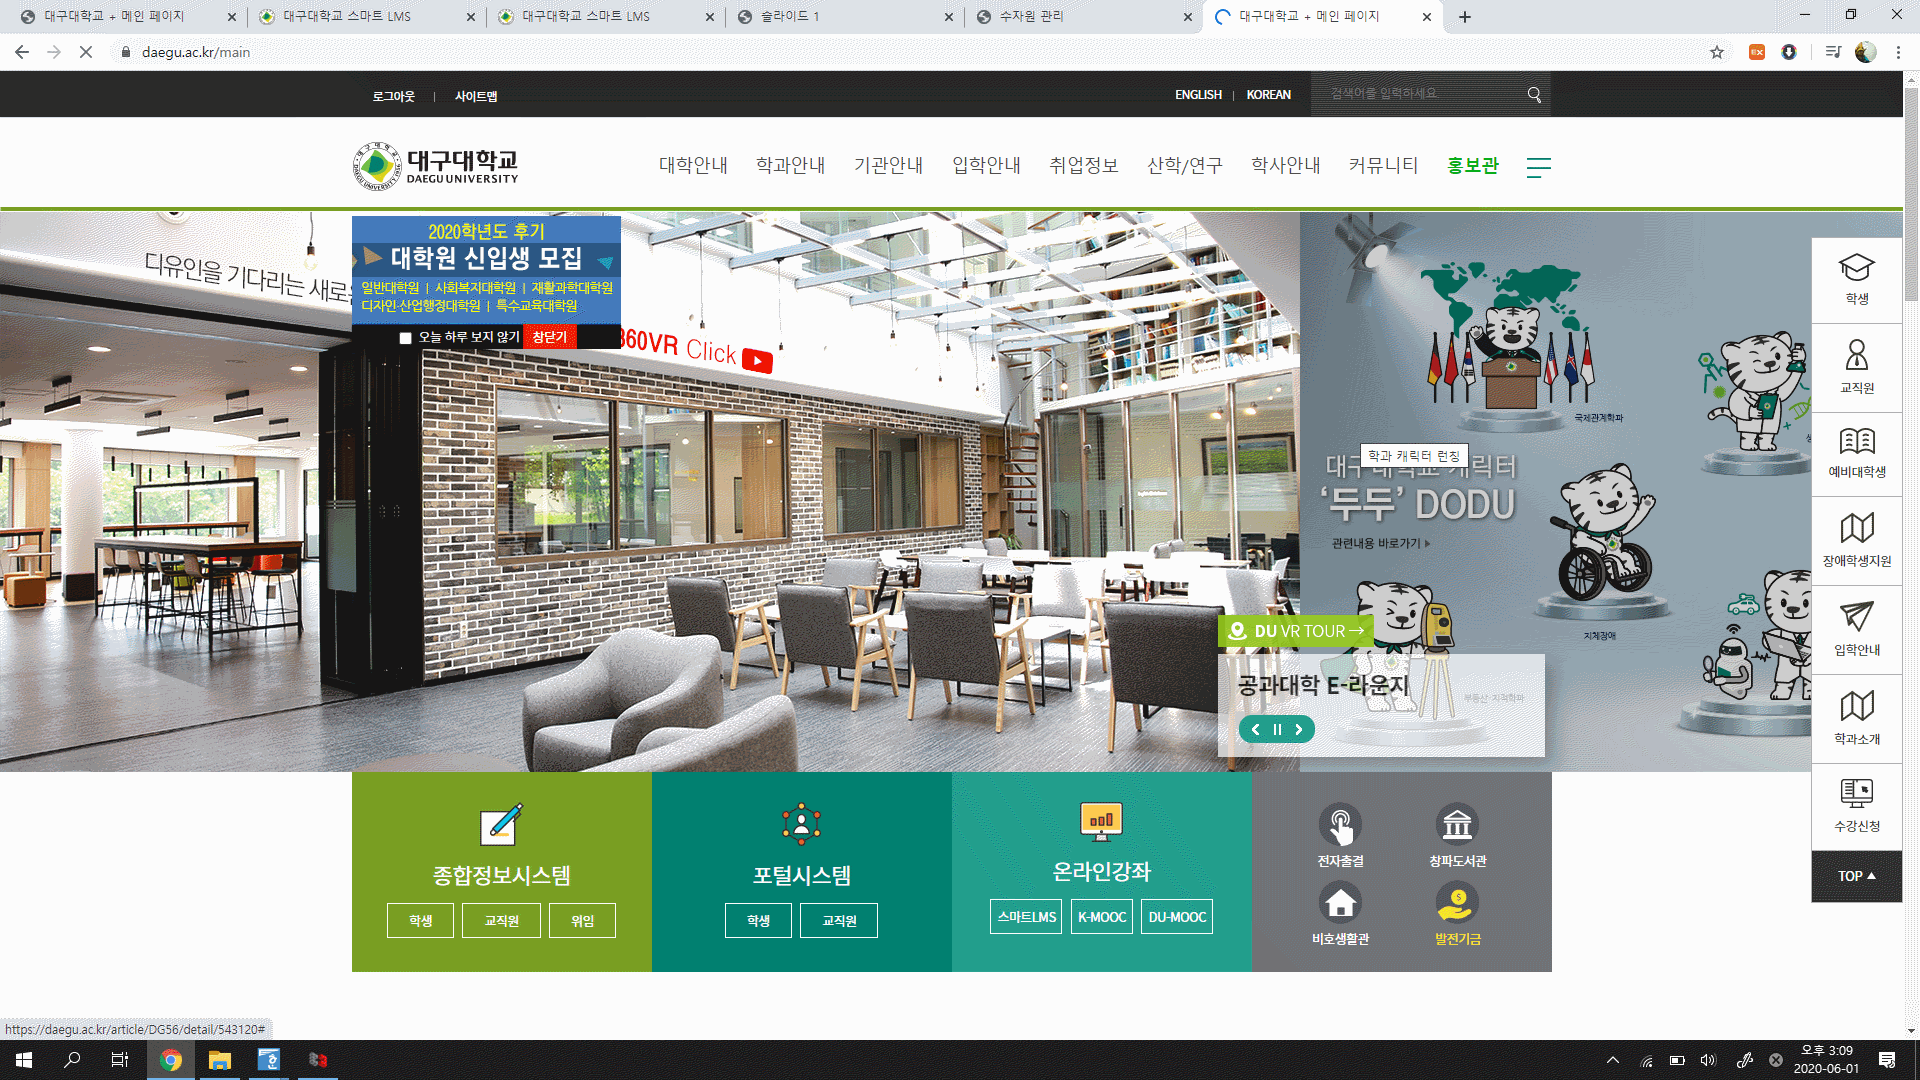 대구대학교 + 메인 페이지
대구대학교 스마트 LMS
대구대학교 스마트 LMS
슬라이드 1
수자원 관리
대구대학교 + 메인 페이지
daegu.ac.kr/main
로그아웃 | 사이트맵
ENGLISH | KOREAN
검색어를 입력하세요
대구대학교
DAEGU UNIVERSITY
대학안내 학과안내 기관안내 입학안내 취업정보 산학/연구 학사안내 커뮤니티 홍보관
2020학년도 후기
대학원 신입생 모집
일반대학원 | 사회복지대학원 | 재활과학대학원
디자인·산업행정대학원 | 특수교육대학원
오늘 하루 보지 않기 창닫기
디유인을 기다리는 새로
360VR Click
국제관계학과
학과 캐릭터 런칭
대구대학교 캐릭터
‘두두’ DODU
관련내용 바로가기
지체장애
DU VR TOUR →
공과대학 E-라운지
부동산·지적학과
학생
교직원
예비대학생
장애학생지원
입학안내
학과소개
수강신청
TOP
종합정보시스템
학생 교직원 위임
포털시스템
학생 교직원
온라인강좌
스마트LMS K-MOOC DU-MOOC
전자출결 창파도서관
비호생활관 발전기금
https://daegu.ac.kr/article/DG56/detail/543120#
오후 3:09
2020-06-01